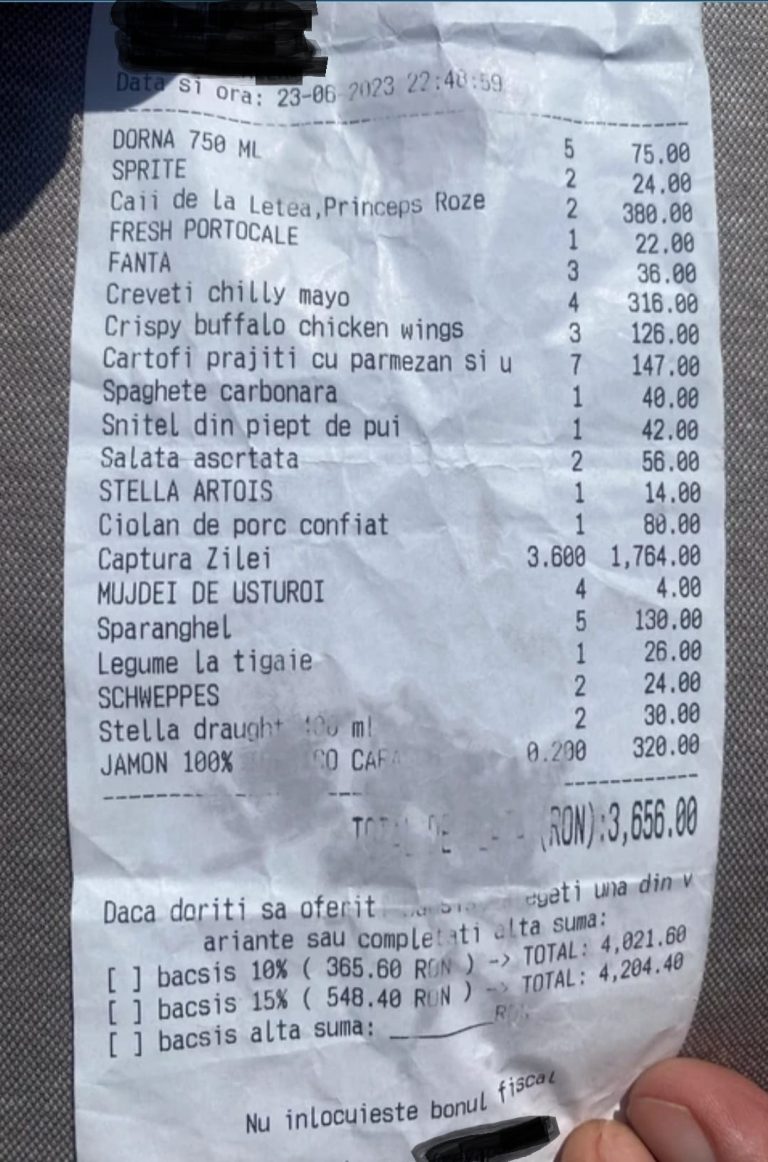 Data si ora: 23-06-2023 22:48:59
DORNA 750 ML 5 75.00
SPRITE 2 24.00
Caii de la Letea,Princeps Roze 2 380.00
FRESH PORTOCALE 1 22.00
FANTA 3 36.00
Creveti chilly mayo 4 316.00
Crispy buffalo chicken wings 3 126.00
Cartofi prajiti cu parmezan si u 7 147.00
Spaghete carbonara 1 40.00
Snitel din piept de pui 1 42.00
Salata asortata 2 56.00
STELLA ARTOIS 1 14.00
Ciolan de porc confiat 1 80.00
Captura Zilei 3.600 1,764.00
MUJDEI DE USTUROI 4 4.00
Sparanghel 5 130.00
Legume la tigaie 1 26.00
SCHWEPPES 2 24.00
Stella draught 400 ml 2 30.00
JAMON 100% 0.200 320.00
TOTAL DE (RON):3,656.00
Daca doriti sa oferit una din v
ariante sau completati alta suma:
[ ] bacsis 10% ( 365.60 RON ) -> TOTAL: 4,021.60
[ ] bacsis 15% ( 548.40 RON ) -> TOTAL: 4,204.40
[ ] bacsis alta suma: ________RON
Nu inlocuieste bonul fiscal